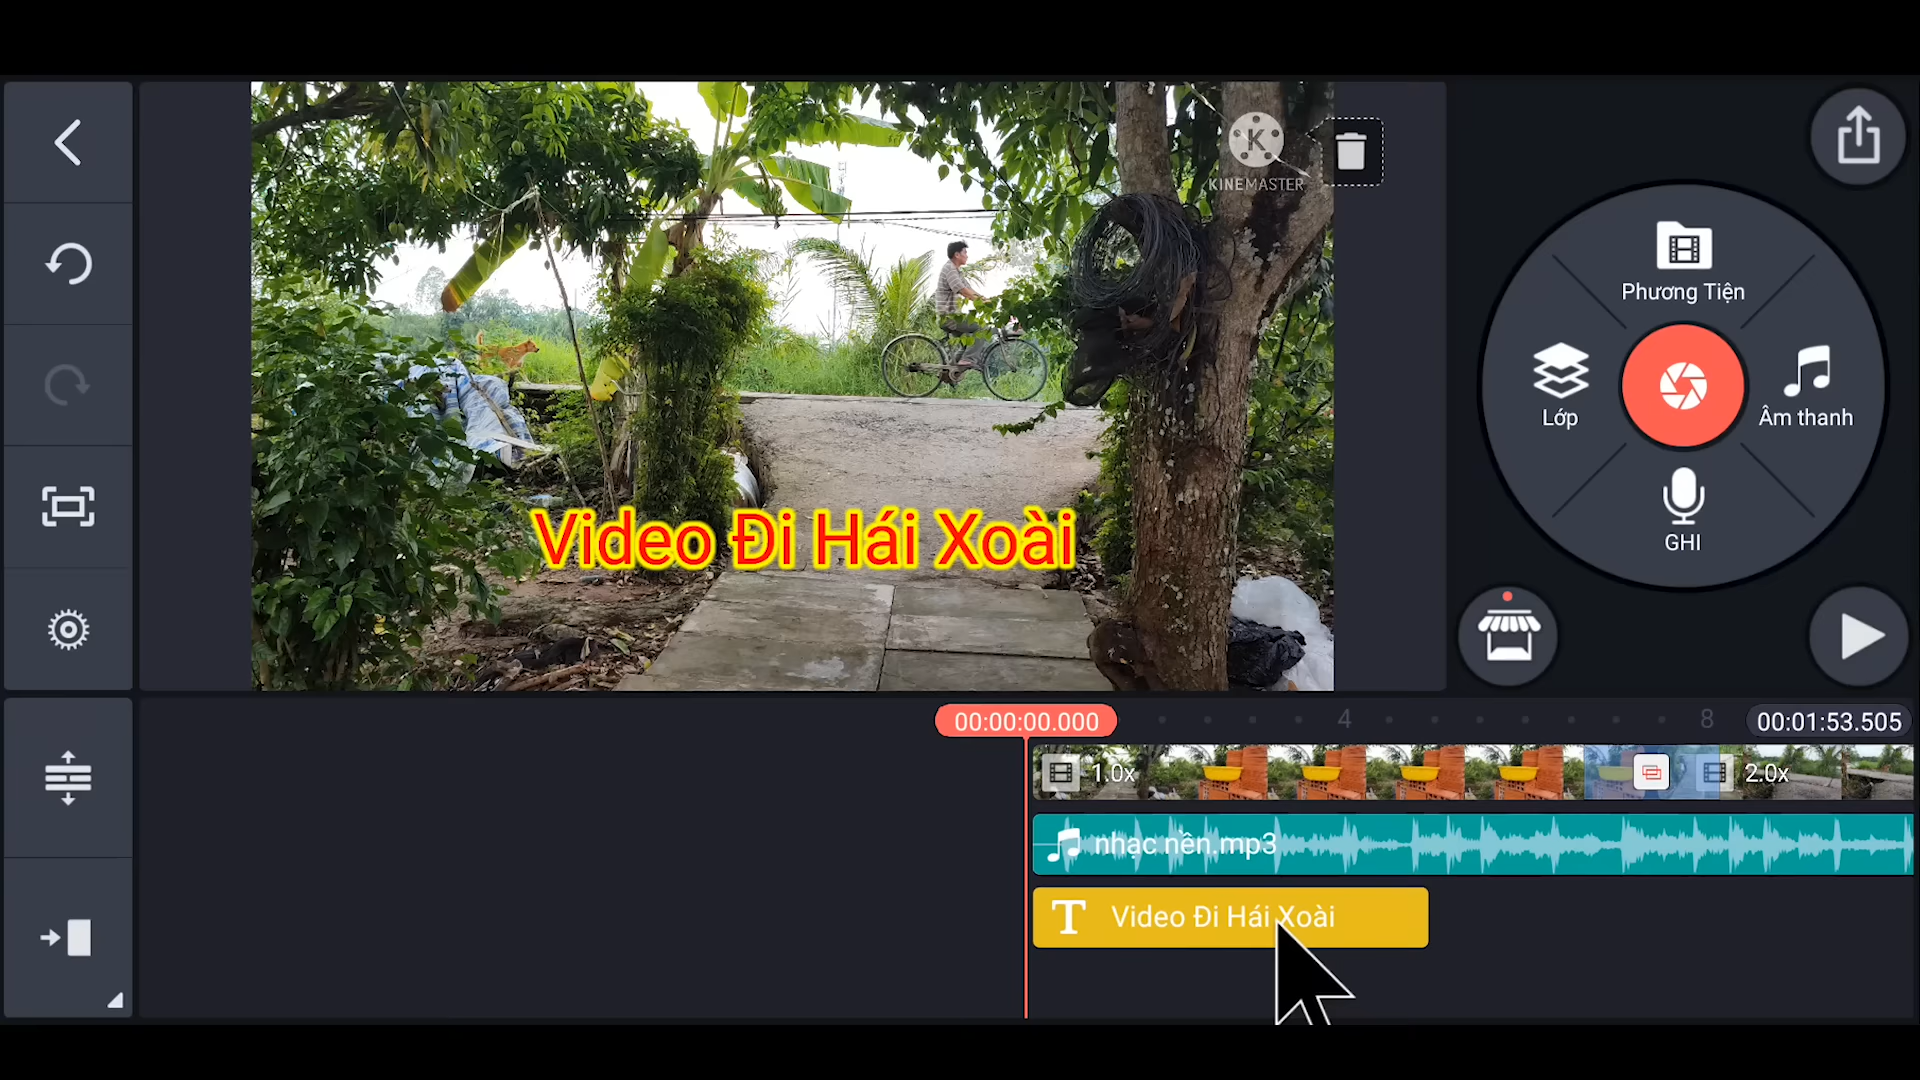 KINEMASTER
Phương Tiện
Lớp
Âm thanh
GHI
Video Đi Hái Xoài
00:00:00.000
4
8
00:01:53.505
1.0x
2.0x
nhạc nền.mp3
T Video Đi Hái Xoài